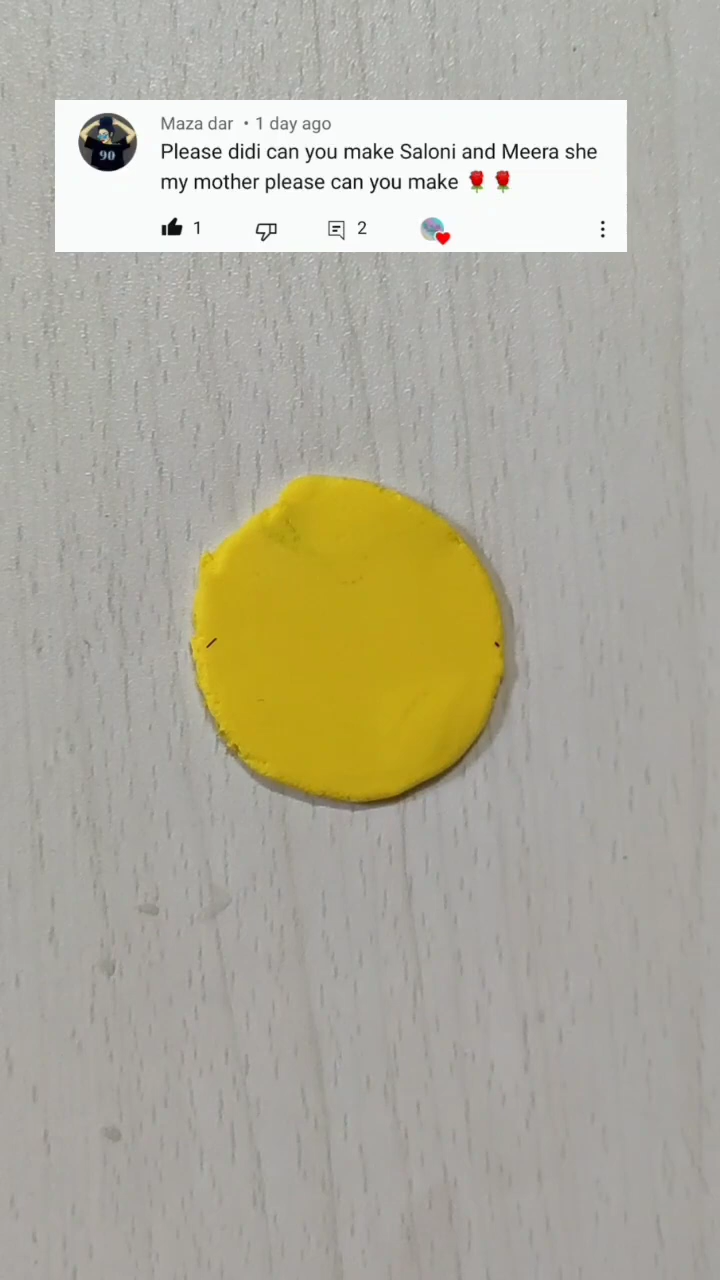 Maza dar • 1 day ago
Please didi can you make Saloni and Meera she
my mother please can you make 🌹🌹
90
1
2